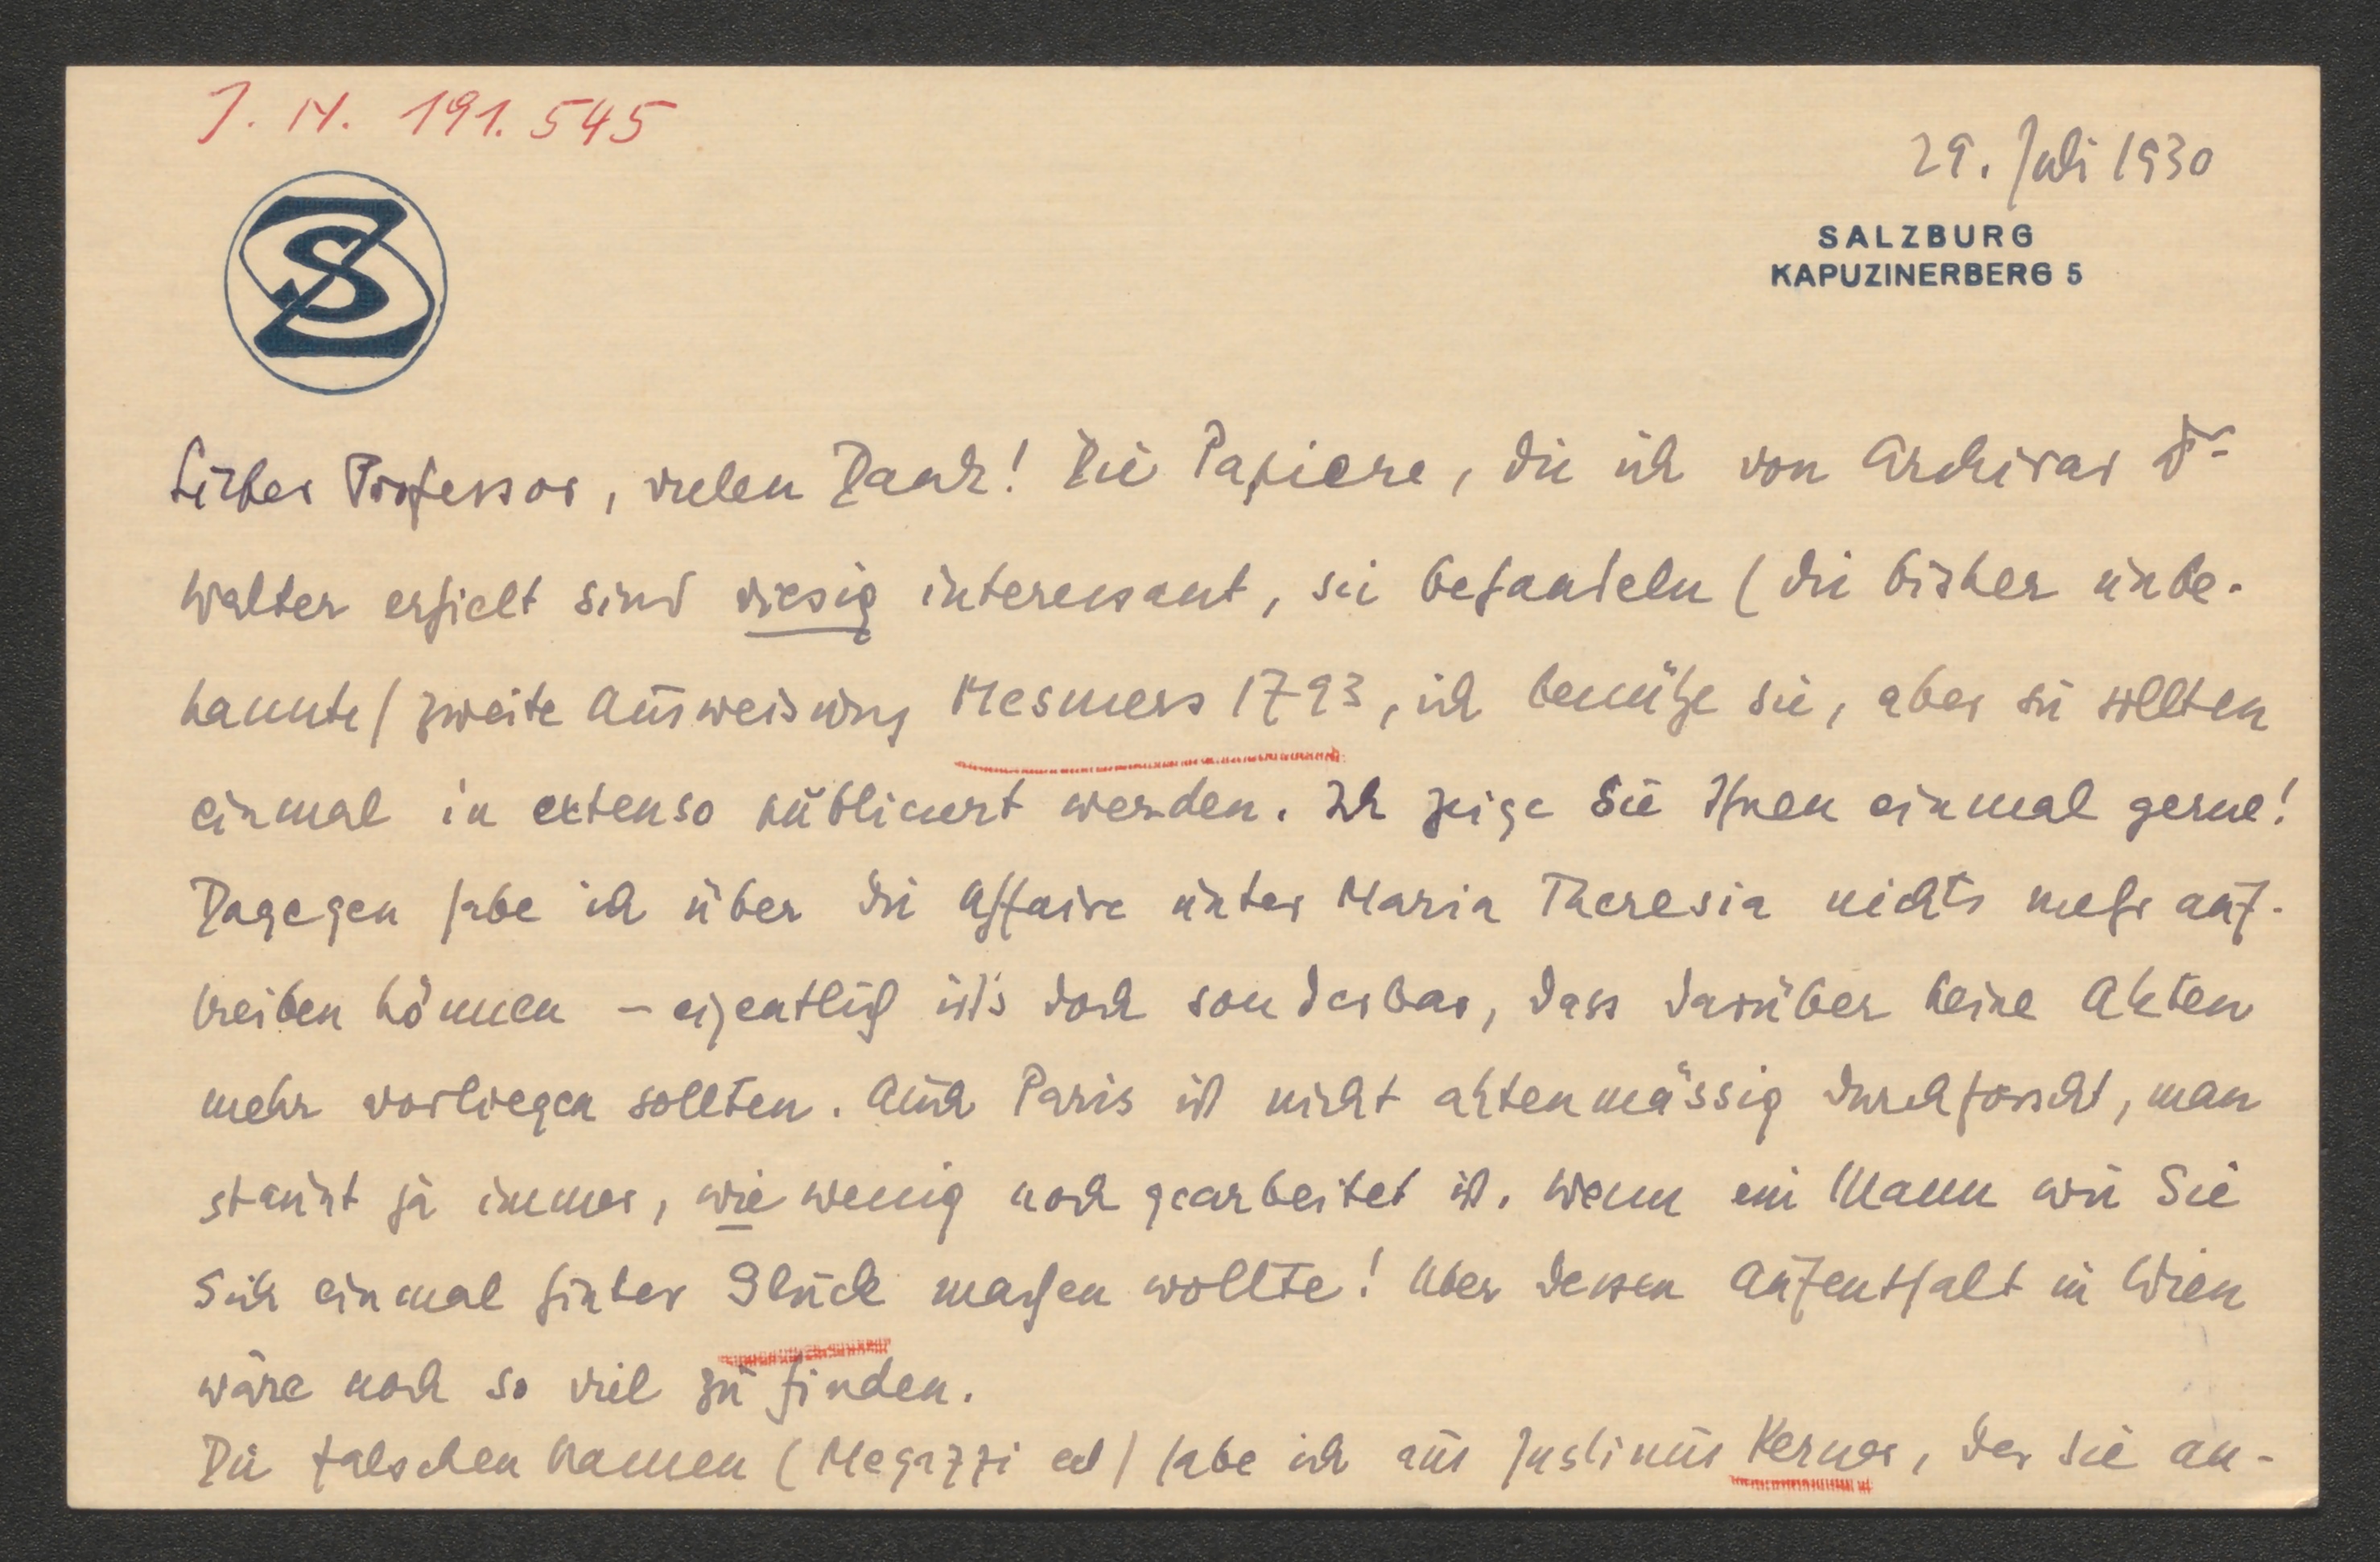 J. N. 191.545
29. Juli 1930
SZ
SALZBURG
KAPUZINERBERG 5
Lieber Professor, vielen Dank! Die Papiere, die ich von Archivar Dr
Walter erhielt sind riesig interessant, sie behandeln (die bisher unbe-
kannte) zweite Ausweisung Mesmers 1793, ich benütze sie, aber sie sollten
einmal in extenso publiciert werden. Ich zeige Sie Ihnen einmal gerne!
Dagegen habe ich über die Affaire unter Maria Theresia nichts mehr auf-
treiben können – eigentlich ists doch sonderbar, dass darüber keine Akten
mehr vorliegen sollten. Auch Paris ist nicht aktenmässig durchforscht, man
staunt ja immer, wie wenig noch gearbeitet ist. Wenn ein Mann wie Sie
Sich einmal hinter Gluck machen wollte! Über dessen Aufenthalt in Wien
wäre noch so viel zu finden.
Die falschen Namen (Megazzi ect) habe ich aus Justinus Kerner, der sie an-